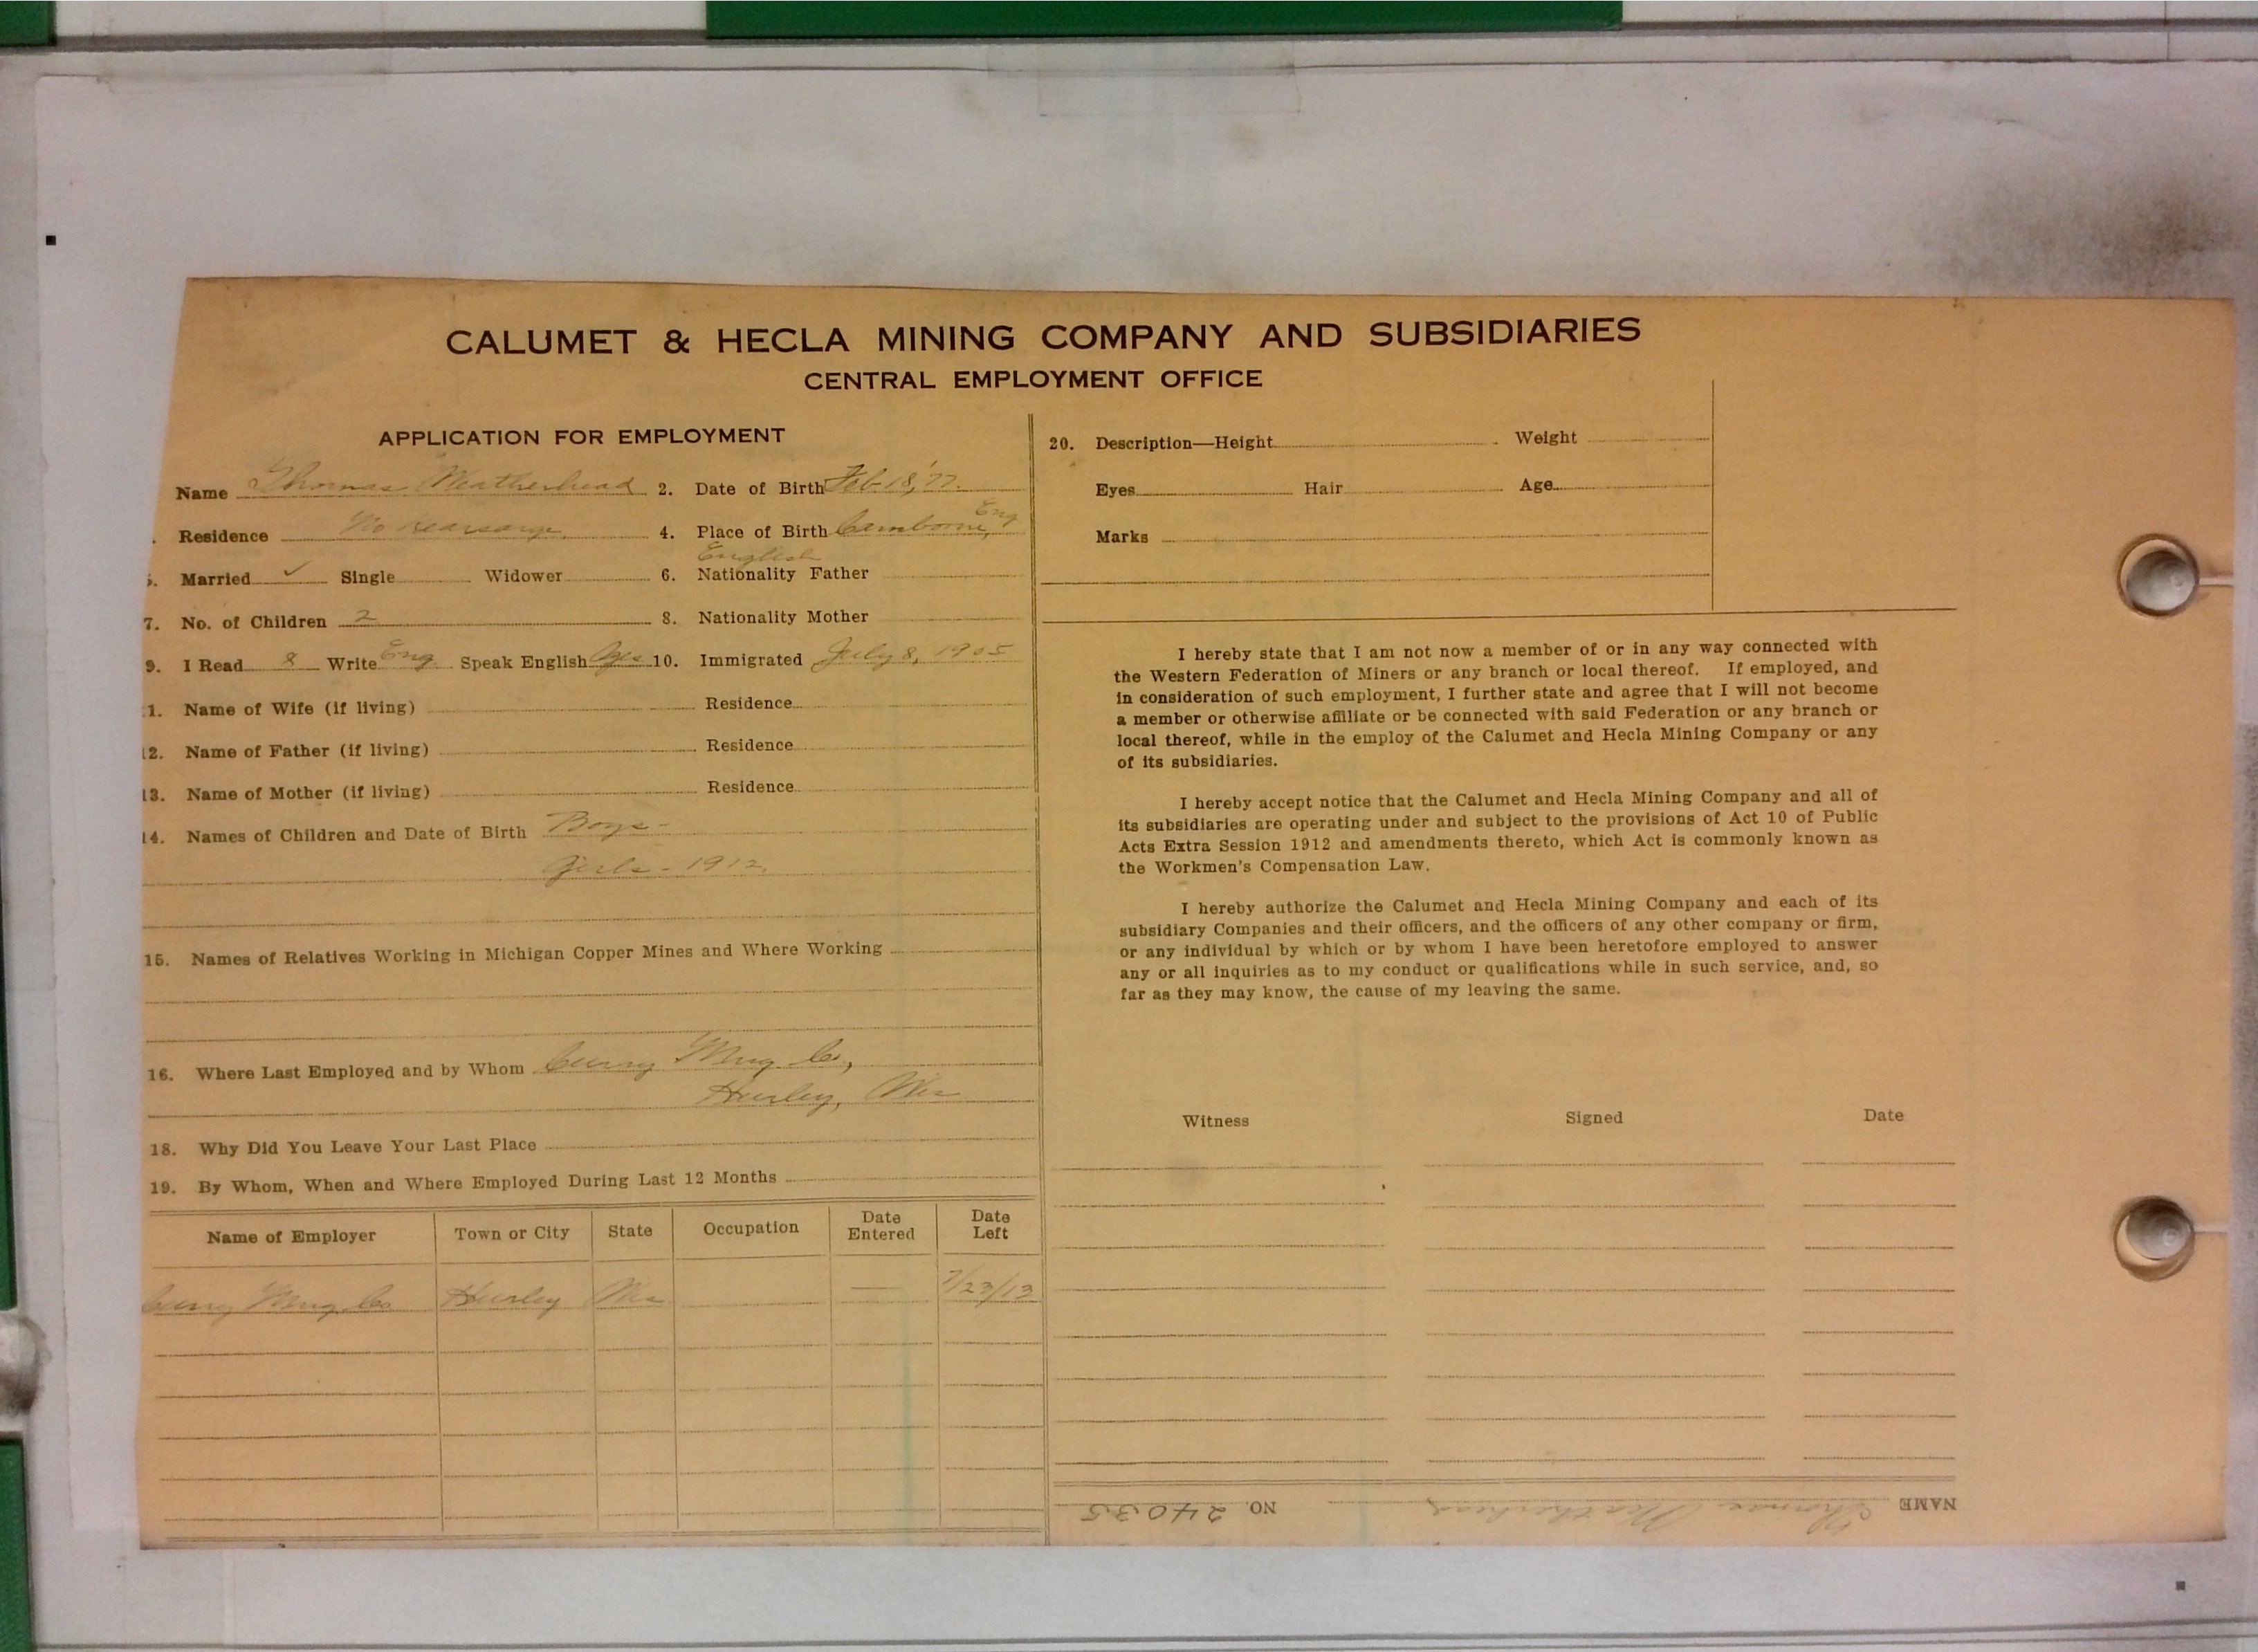 CALUMET & HECLA MINING COMPANY AND SUBSIDIARIES
CENTRAL EMPLOYMENT OFFICE
APPLICATION FOR EMPLOYMENT
Name Thomas Weatherhead 2. Date of Birth Feb. 18, '77.
Residence No Kearsarge. 4. Place of Birth Camborne, Eng
English
5. Married ✓ Single Widower 6. Nationality Father
7. No. of Children 2 8. Nationality Mother
9. I Read & Write Eng Speak English Yes 10. Immigrated July 8, 1905
11. Name of Wife (if living) Residence
12. Name of Father (if living) Residence
13. Name of Mother (if living) Residence
14. Names of Children and Date of Birth Boys -
Girls - 1912.
15. Names of Relatives Working in Michigan Copper Mines and Where Working
16. Where Last Employed and by Whom Mng Co,
Hurley, Wis
18. Why Did You Leave Your Last Place
19. By Whom, When and Where Employed During Last 12 Months
Name of Employer Town or City State Occupation Date Entered Date Left
Mng Co Hurley Wis — 7/23/13
20. Description—Height Weight
Eyes Hair Age
Marks
I hereby state that I am not now a member of or in any way connected with
the Western Federation of Miners or any branch or local thereof. If employed, and
in consideration of such employment, I further state and agree that I will not become
a member or otherwise affiliate or be connected with said Federation or any branch or
local thereof, while in the employ of the Calumet and Hecla Mining Company or any
of its subsidiaries.
I hereby accept notice that the Calumet and Hecla Mining Company and all of
its subsidiaries are operating under and subject to the provisions of Act 10 of Public
Acts Extra Session 1912 and amendments thereto, which Act is commonly known as
the Workmen's Compensation Law.
I hereby authorize the Calumet and Hecla Mining Company and each of its
subsidiary Companies and their officers, and the officers of any other company or firm,
or any individual by which or by whom I have been heretofore employed to answer
any or all inquiries as to my conduct or qualifications while in such service, and, so
far as they may know, the cause of my leaving the same.
Witness Signed Date
NAME Thomas Weatherhead NO. 24035